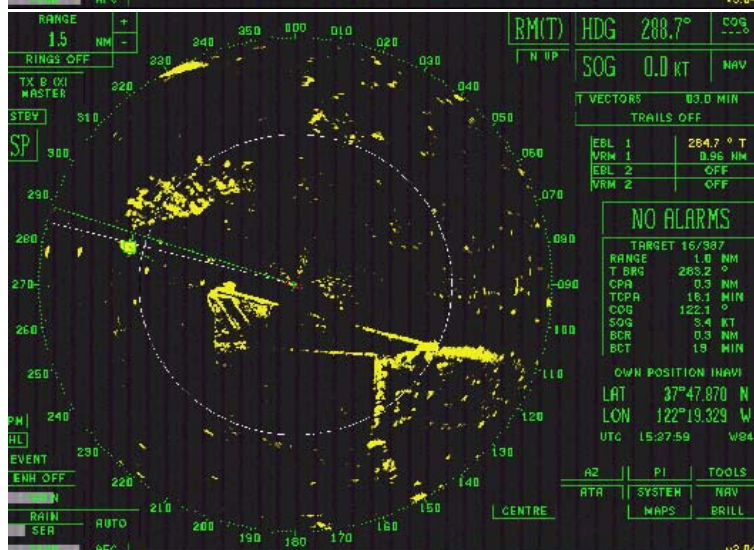 RANGE
1.5 NM
+
-
RINGS OFF
TX B (X)
MASTER
STBY
SP
RM(T)
N UP
HDG 288.7°
COG
---°
SOG 0.0 KT
NAV
T VECTORS 03.0 MIN
TRAILS OFF
EBL 1 284.7 ° T
VRM 1 0.96 NM
EBL 2 OFF
VRM 2 OFF
NO ALARMS
TARGET 16/987
RANGE 1.0 NM
T BRG 283.2 °
CPA 0.3 NM
TCPA 16.1 MIN
COG 122.1 °
SOG 3.4 KT
BCR 0.3 NM
BCT 19 MIN
OWN POSITION (NAV)
LAT 37°47.870 N
LON 122°19.329 W
UTC 15:37:59 W84
AZ PI TOOLS
ATA SYSTEM NAV
MAPS BRILL
CENTRE
350 000 010
240 020
220 030
040
310 050
300 060
290 070
280 080
270 090
260 100
250 110
240 120
230 130
220 140
210 150
200 190 180 170 160
PM
HL
EVENT
ENH OFF
RAIN
SEA
AUTO